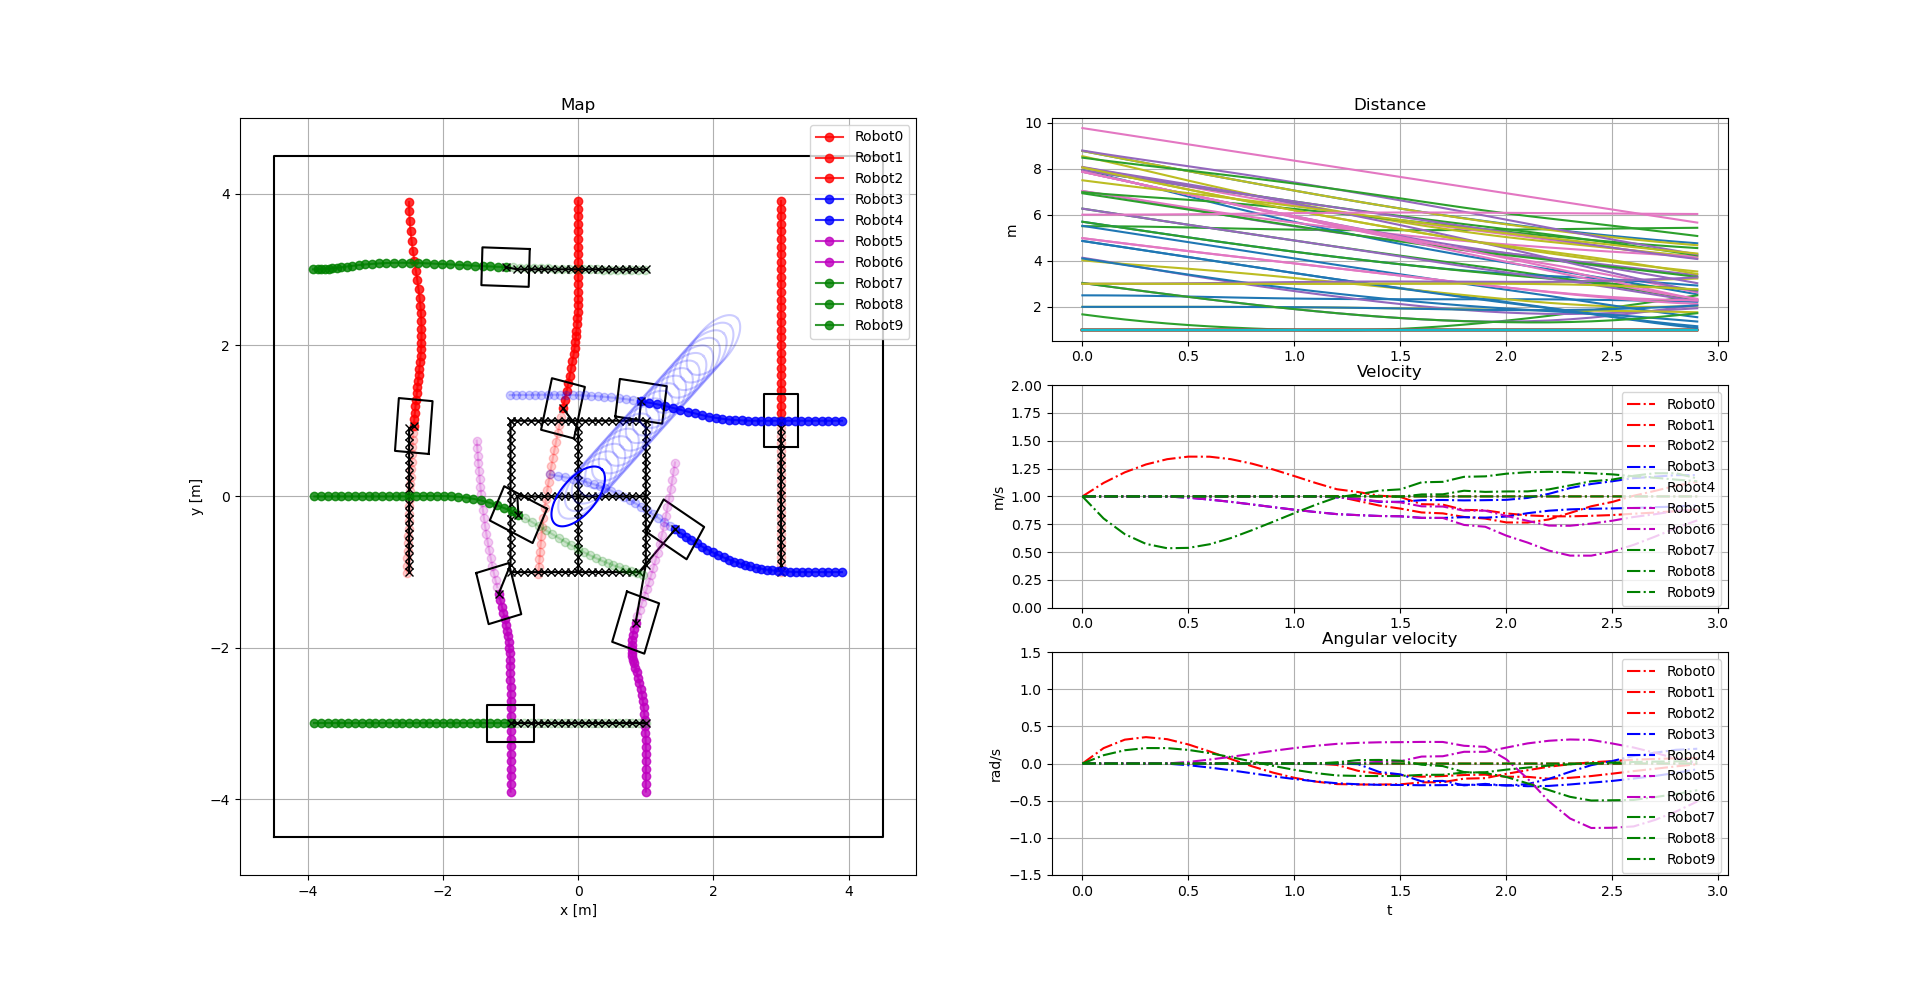 Map
4
2
0
−2
−4
y [m]
−4
−2
0
2
4
x [m]
Robot0
Robot1
Robot2
Robot3
Robot4
Robot5
Robot6
Robot7
Robot8
Robot9
Distance
10
8
6
4
2
m
0.0
0.5
1.0
1.5
2.0
2.5
3.0
Velocity
2.00
1.75
1.50
1.25
1.00
0.75
0.50
0.25
0.00
m/s
0.0
0.5
1.0
1.5
2.0
2.5
3.0
Robot0
Robot1
Robot2
Robot3
Robot4
Robot5
Robot6
Robot7
Robot8
Robot9
Angular velocity
1.5
1.0
0.5
0.0
−0.5
−1.0
−1.5
rad/s
0.0
0.5
1.0
1.5
2.0
2.5
3.0
t
Robot0
Robot1
Robot2
Robot3
Robot4
Robot5
Robot6
Robot7
Robot8
Robot9